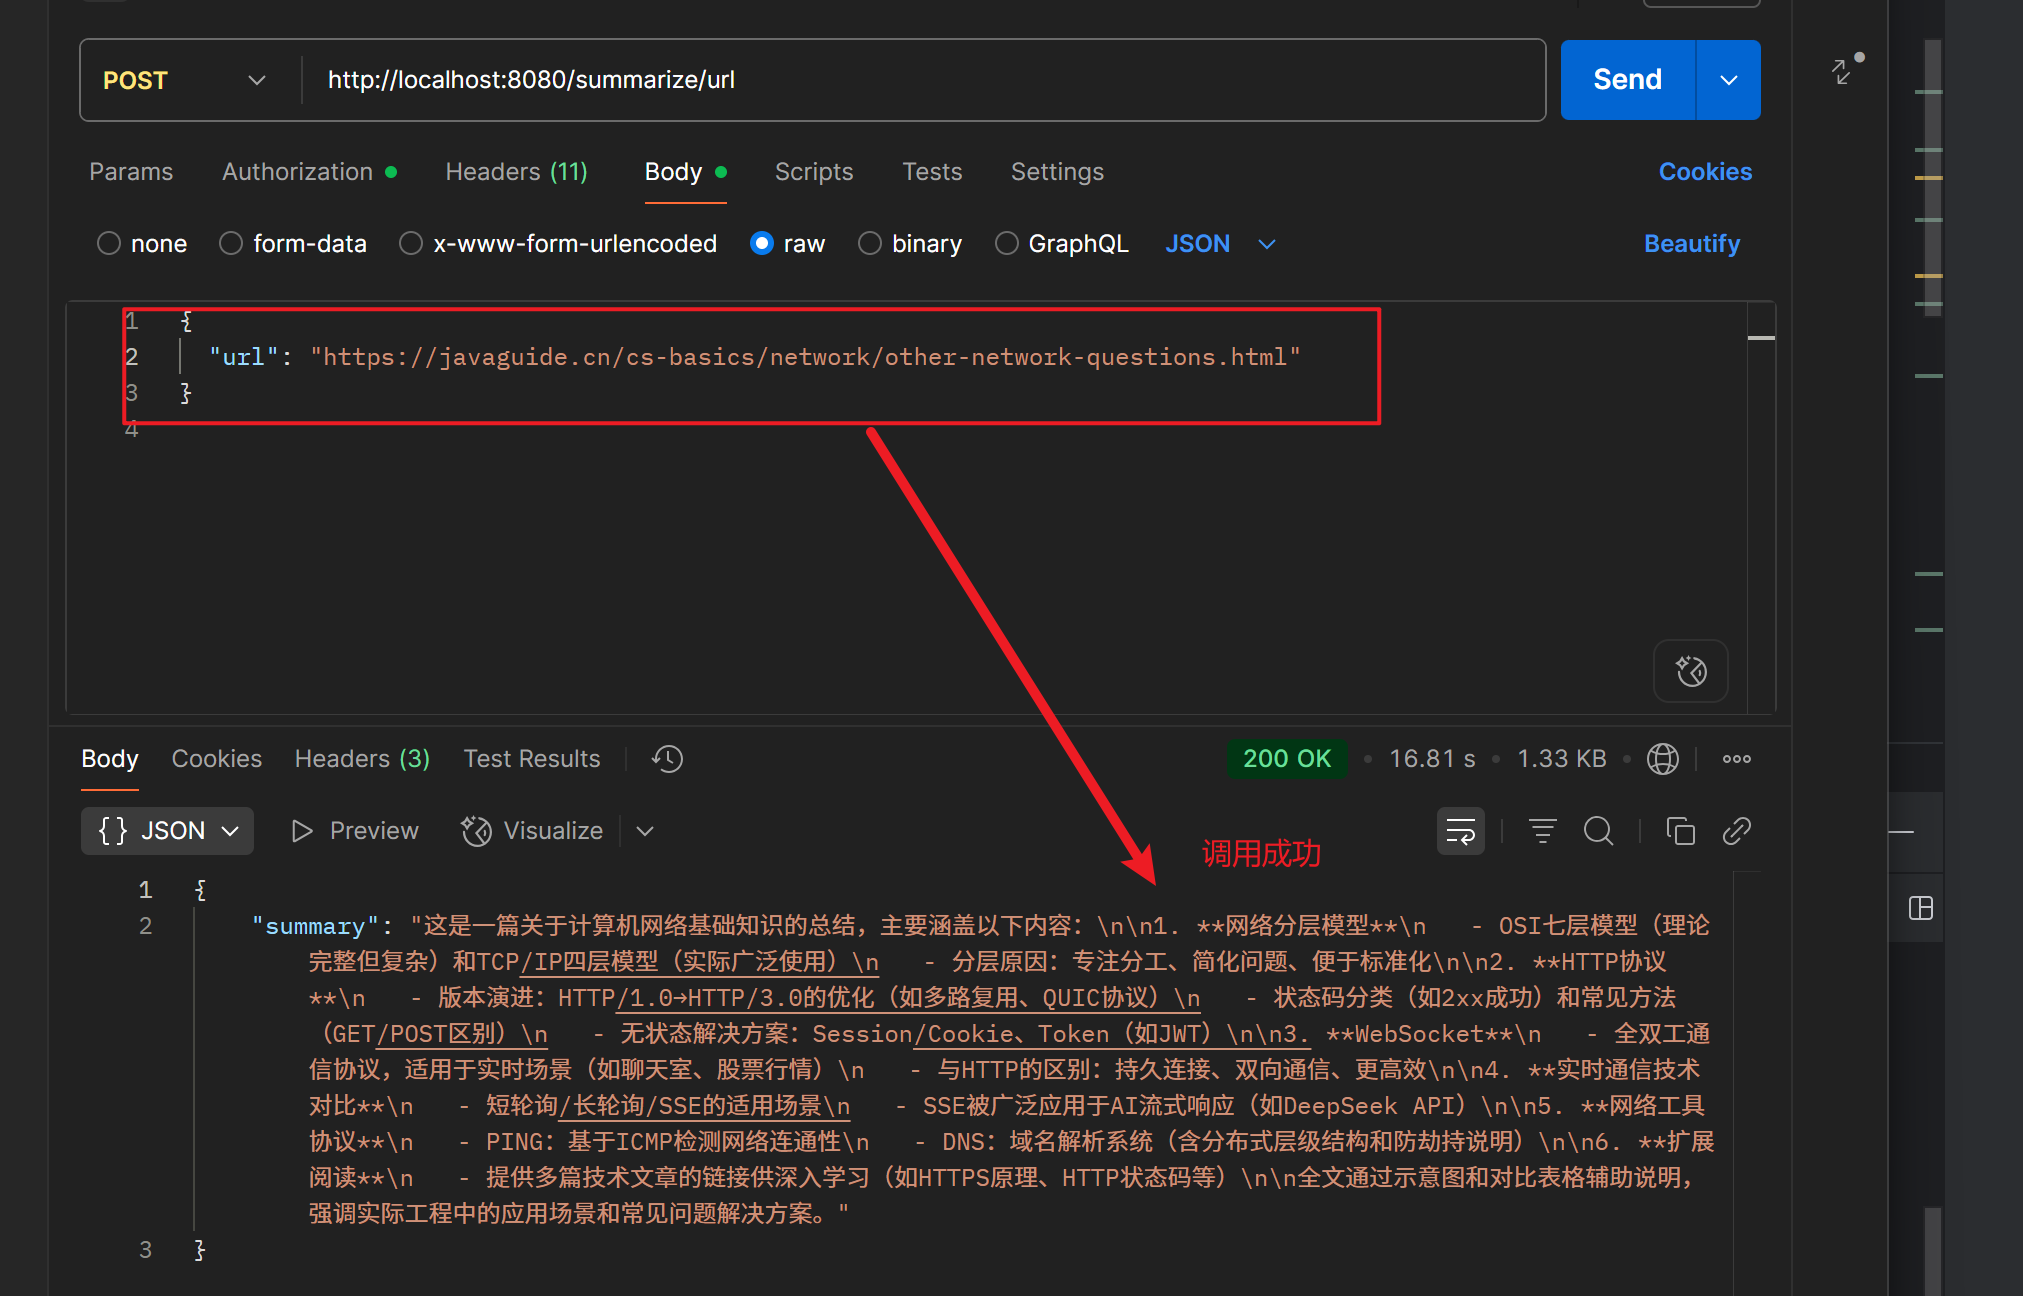 POST http://localhost:8080/summarize/url Send
Params Authorization Headers (11) Body Scripts Tests Settings Cookies
none form-data x-www-form-urlencoded raw binary GraphQL JSON Beautify
1 {
2 "url": "https://javaguide.cn/cs-basics/network/other-network-questions.html"
3 }
4
Body Cookies Headers (3) Test Results 200 OK • 16.81 s • 1.33 KB
{} JSON Preview Visualize
调用成功
1 {
2 "summary": "这是一篇关于计算机网络基础知识的总结，主要涵盖以下内容：\n\n1. **网络分层模型**\n   - OSI七层模型（理论
完整但复杂）和TCP/IP四层模型（实际广泛使用）\n   - 分层原因：专注分工、简化问题、便于标准化\n\n2. **HTTP协议
**\n   - 版本演进：HTTP/1.0→HTTP/3.0的优化（如多路复用、QUIC协议）\n   - 状态码分类（如2xx成功）和常见方法
（GET/POST区别）\n   - 无状态解决方案：Session/Cookie、Token（如JWT）\n\n3. **WebSocket**\n   - 全双工通
信协议，适用于实时场景（如聊天室、股票行情）\n   - 与HTTP的区别：持久连接、双向通信、更高效\n\n4. **实时通信技术
对比**\n   - 短轮询/长轮询/SSE的适用场景\n   - SSE被广泛应用于AI流式响应（如DeepSeek API）\n\n5. **网络工具
协议**\n   - PING：基于ICMP检测网络连通性\n   - DNS：域名解析系统（含分布式层级结构和防劫持说明）\n\n6. **扩展
阅读**\n   - 提供多篇技术文章的链接供深入学习（如HTTPS原理、HTTP状态码等）\n\n全文通过示意图和对比表格辅助说明，
强调实际工程中的应用场景和常见问题解决方案。"
3 }